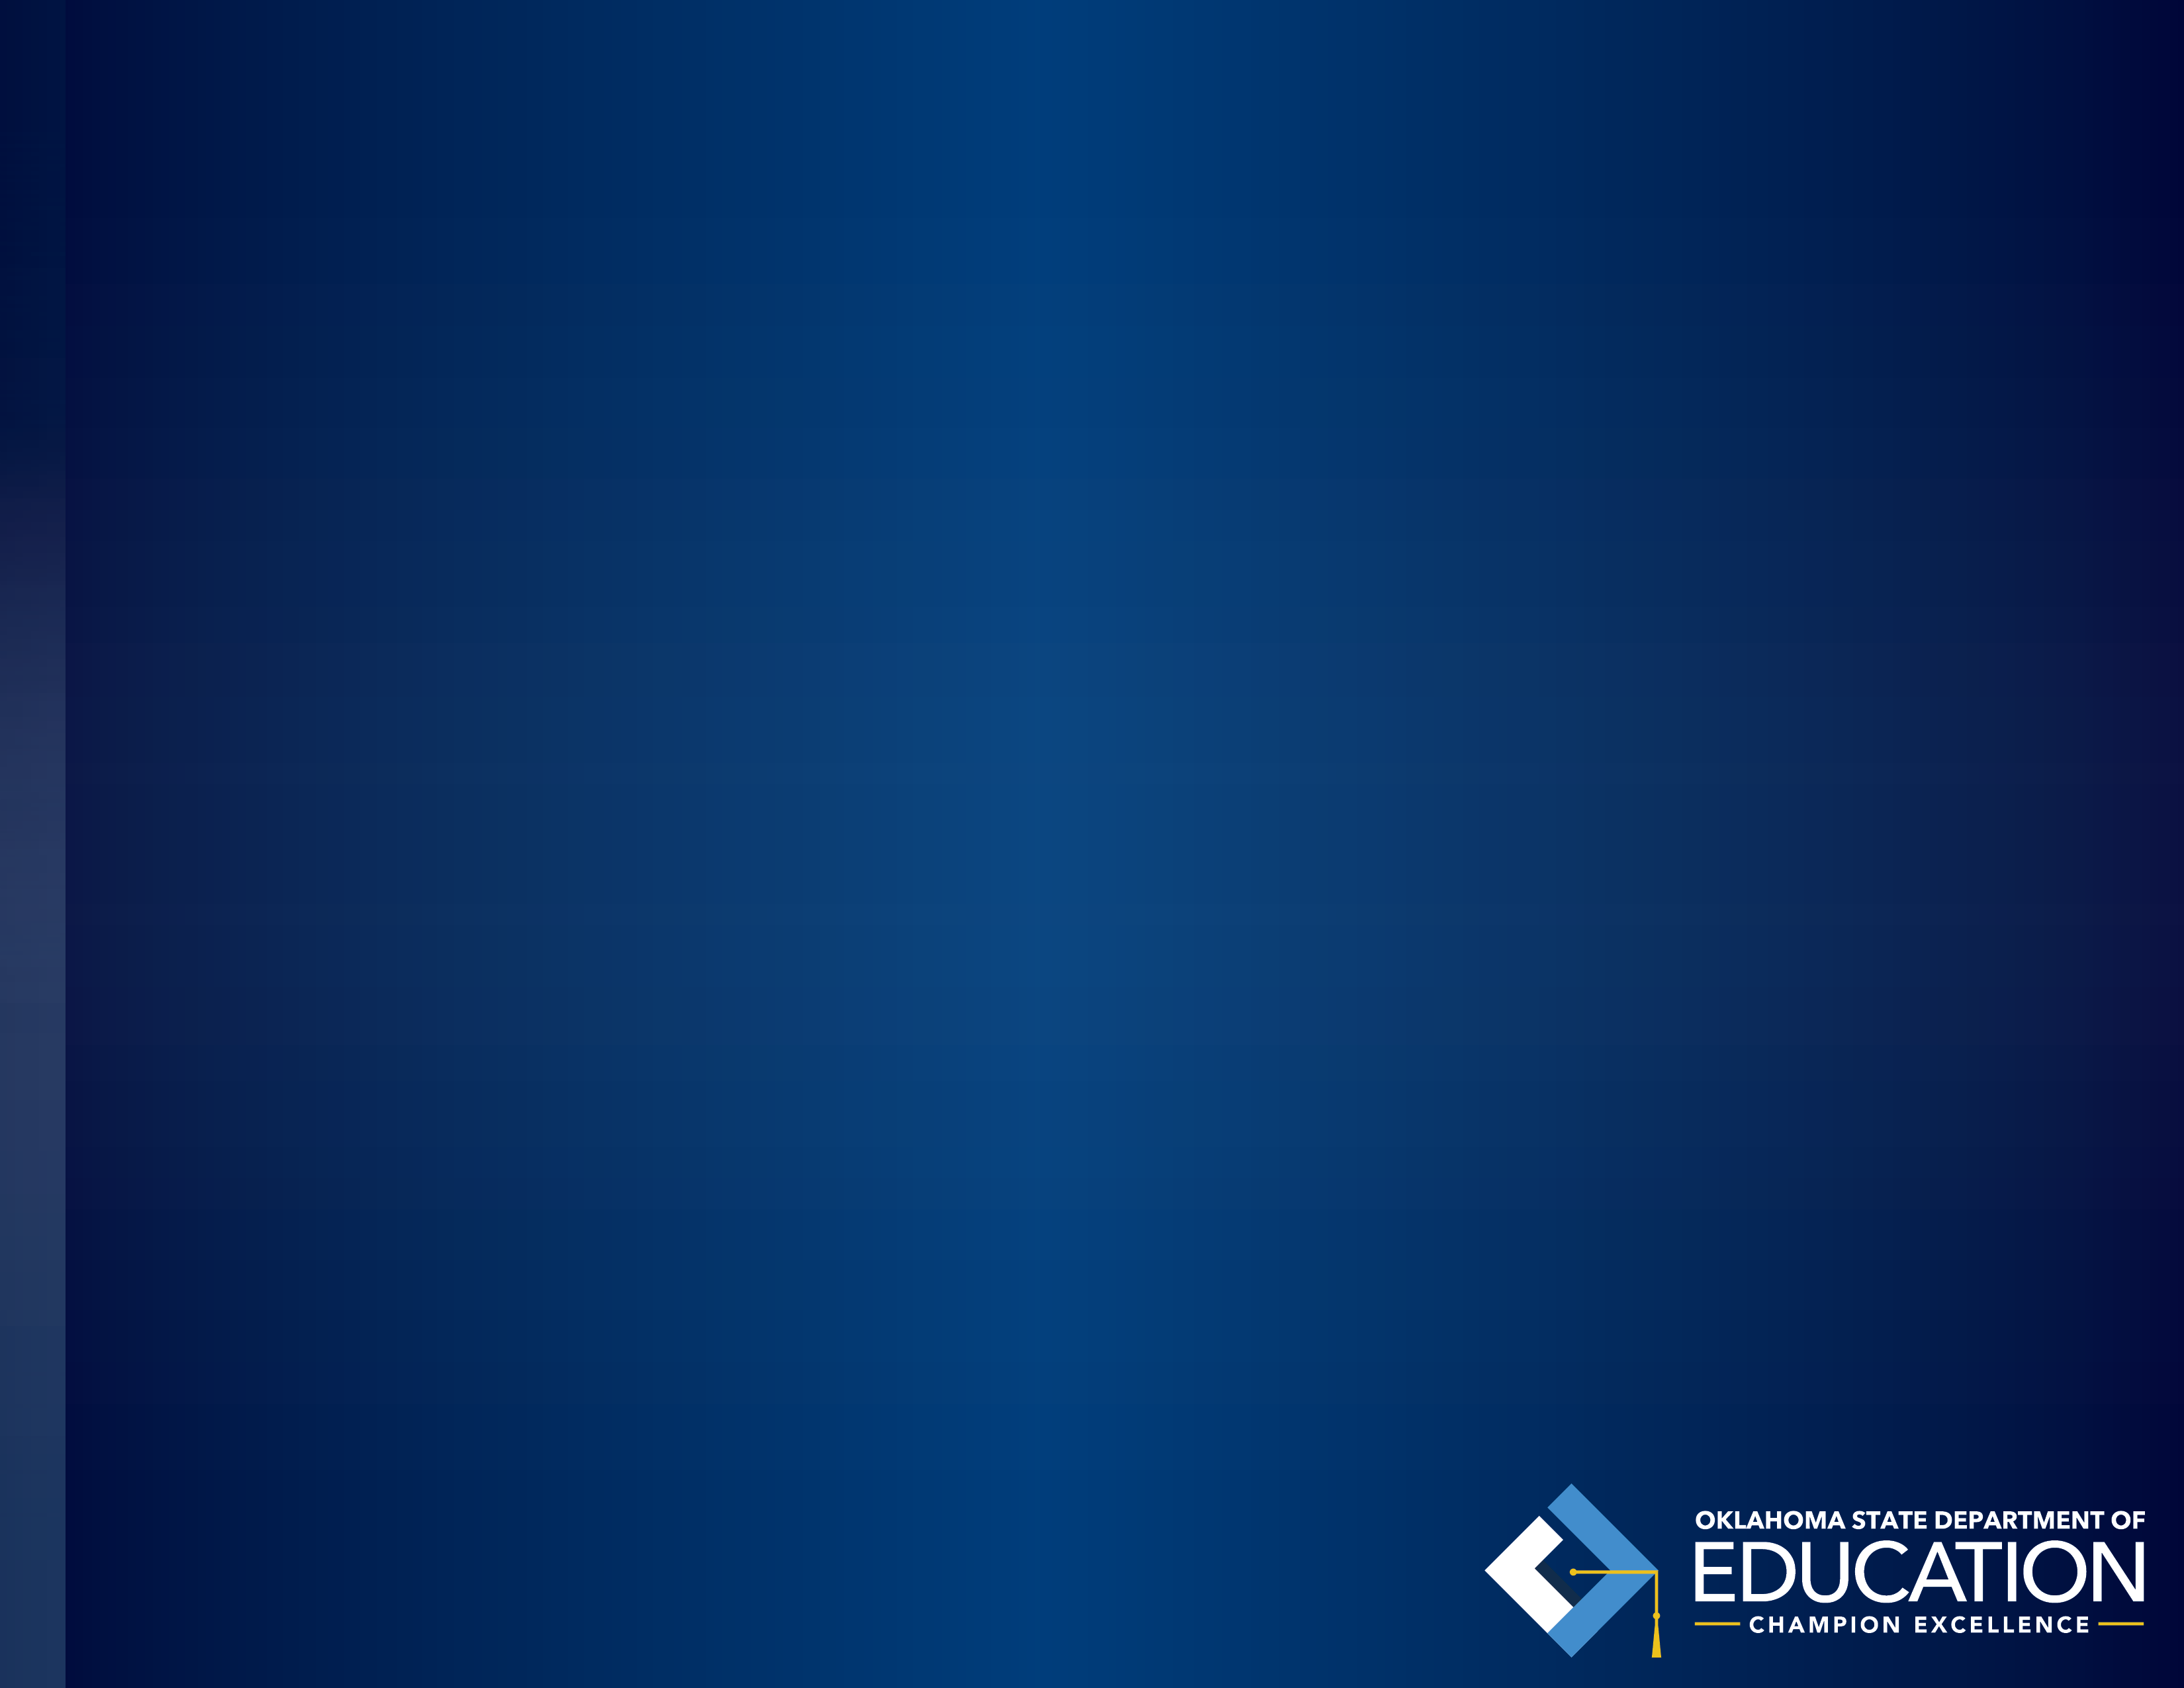 OKLAHOMA STATE DEPARTMENT OF
EDUCATION
CHAMPION EXCELLENCE